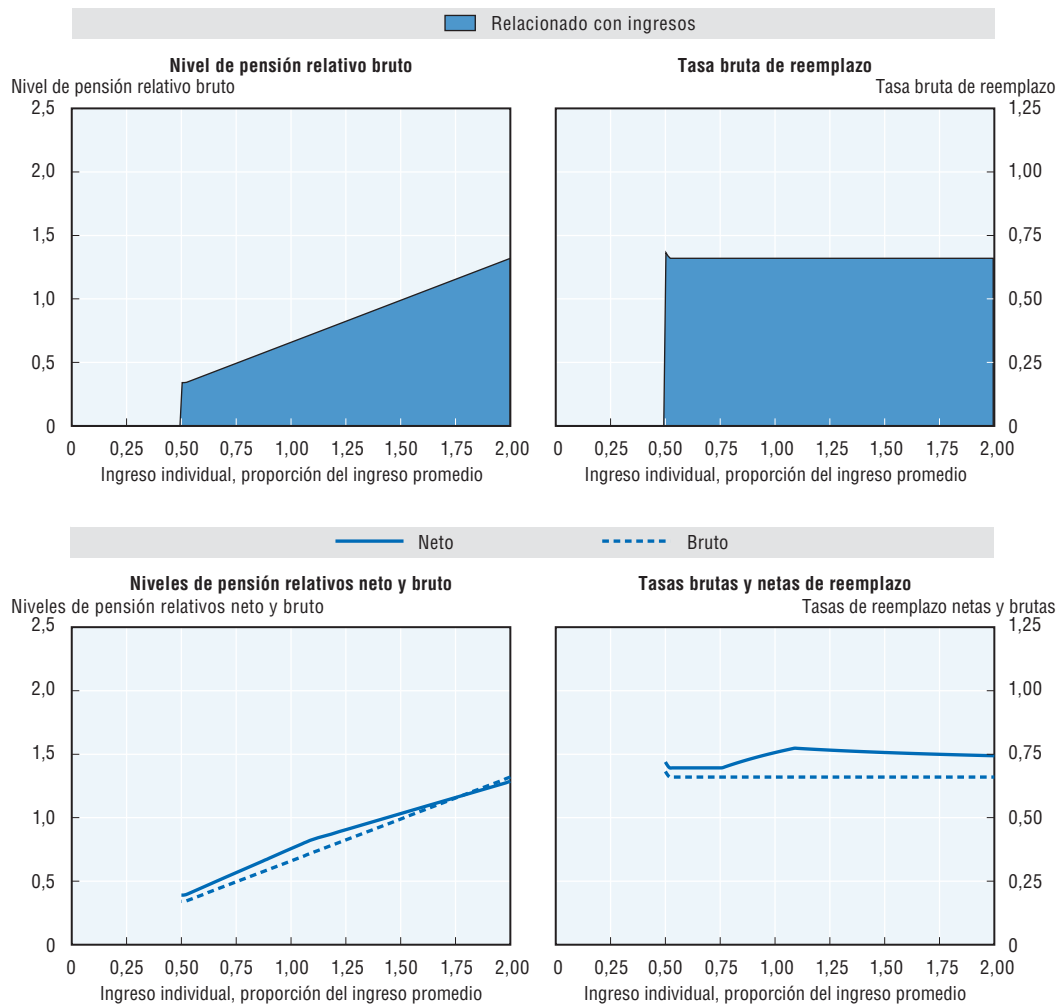 Relacionado con ingresos
Nivel de pensión relativo bruto
Nivel de pensión relativo bruto
2,5
2,0
1,5
1,0
0,5
0
0 0,25 0,50 0,75 1,00 1,25 1,50 1,75 2,00
Ingreso individual, proporción del ingreso promedio
Tasa bruta de reemplazo
Tasa bruta de reemplazo
1,25
1,00
0,75
0,50
0,25
0
0 0,25 0,50 0,75 1,00 1,25 1,50 1,75 2,00
Ingreso individual, proporción del ingreso promedio
Neto Bruto
Niveles de pensión relativos neto y bruto
Niveles de pensión relativos neto y bruto
2,5
2,0
1,5
1,0
0,5
0
0 0,25 0,50 0,75 1,00 1,25 1,50 1,75 2,00
Ingreso individual, proporción del ingreso promedio
Tasas brutas y netas de reemplazo
Tasas de reemplazo netas y brutas
1,25
1,00
0,75
0,50
0,25
0
0 0,25 0,50 0,75 1,00 1,25 1,50 1,75 2,00
Ingreso individual, proporción del ingreso promedio